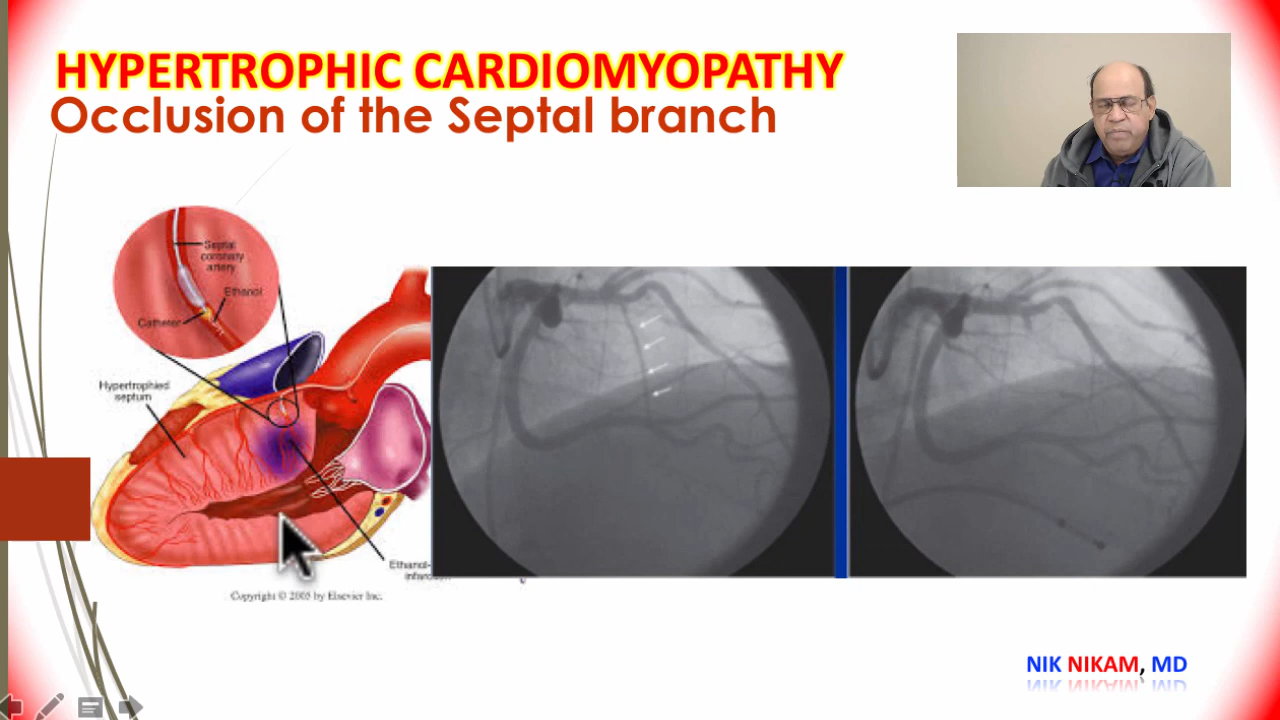 HYPERTROPHIC CARDIOMYOPATHY
Occlusion of the Septal branch
Septal
coronary
artery
Ethanol
Catheter
Hypertrophied
septum
Ethanol-
Copyright © 2005 by Elsevier Inc.
NIK NIKAM, MD